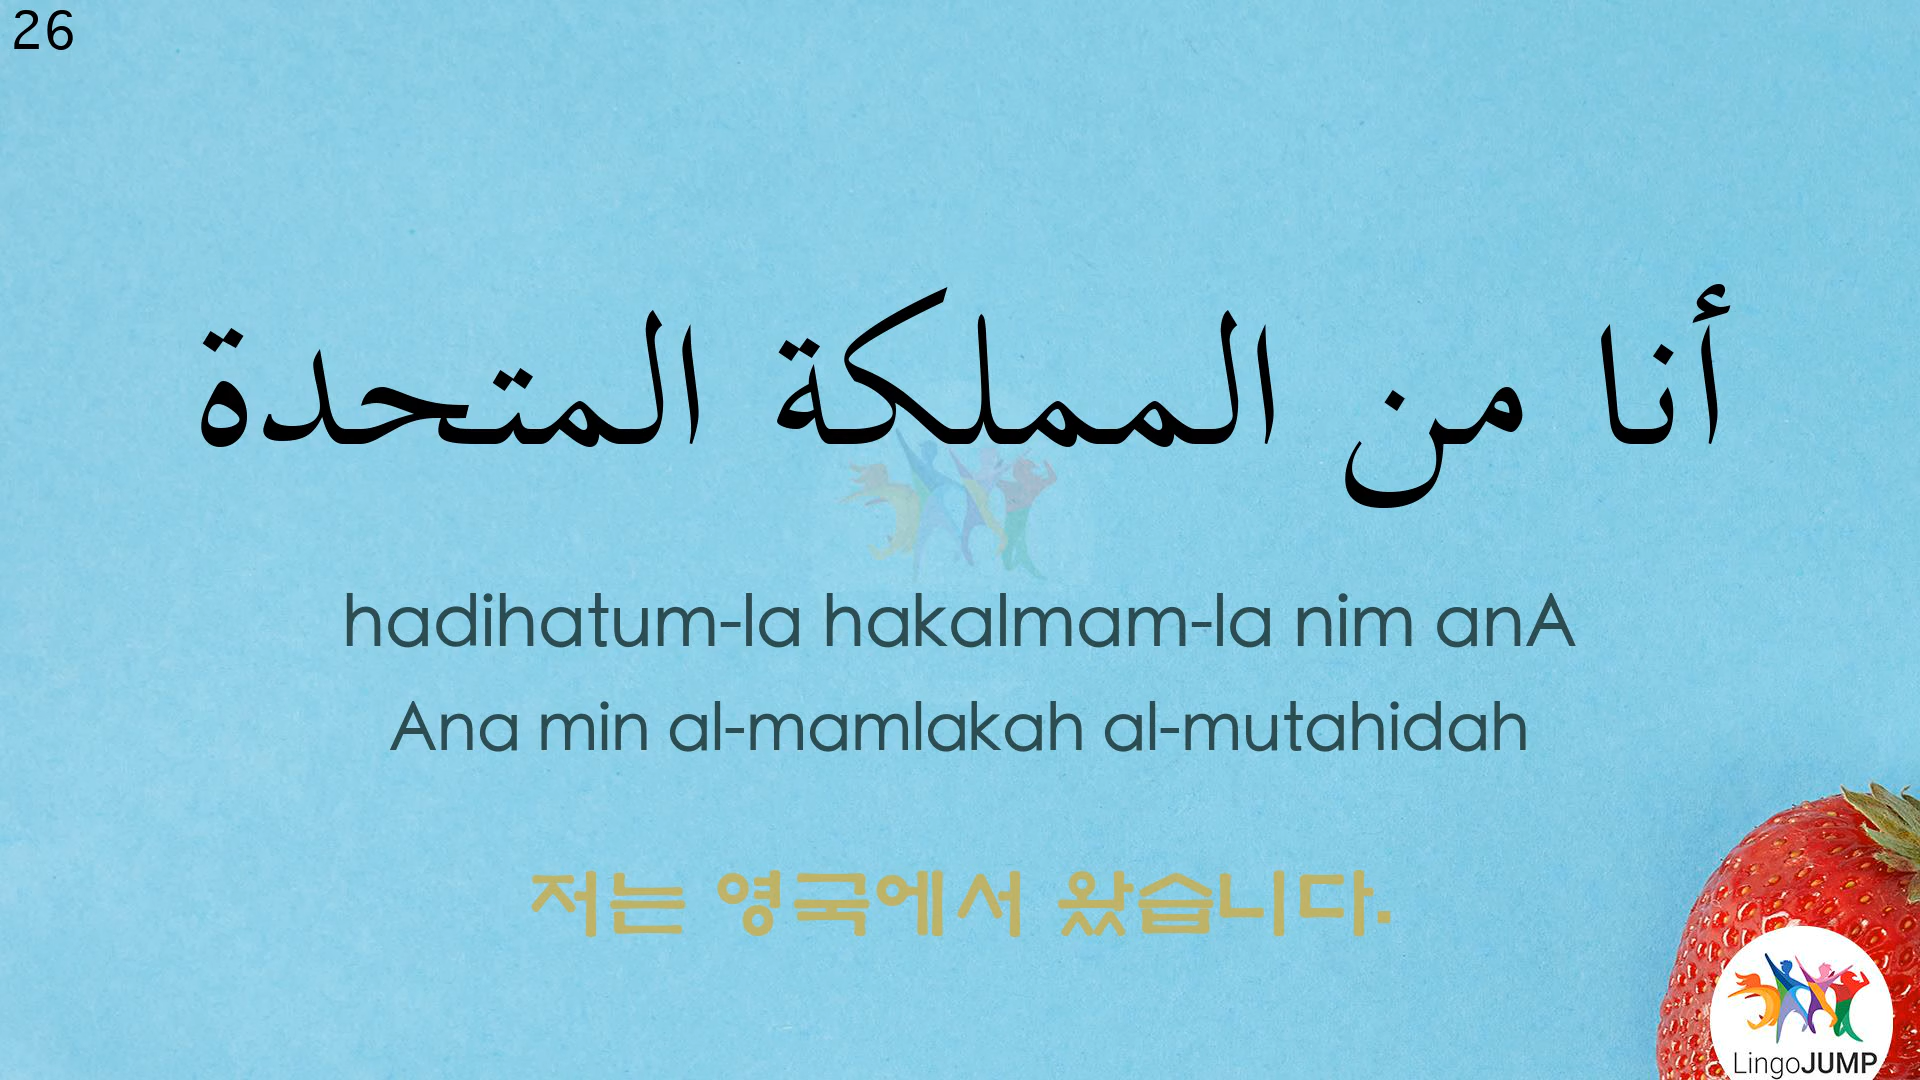 26
أنا من المملكة المتحدة
hadihatum-la hakalmam-la nim anA
Ana min al-mamlakah al-mutahidah
저는 영국에서 왔습니다.
LingoJUMP